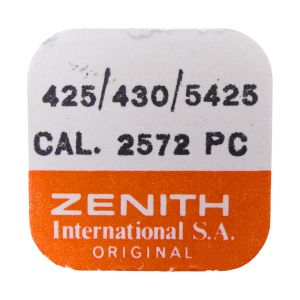 425/430/5425
CAL. 2572 PC
ZENITH
International S.A.
ORIGINAL